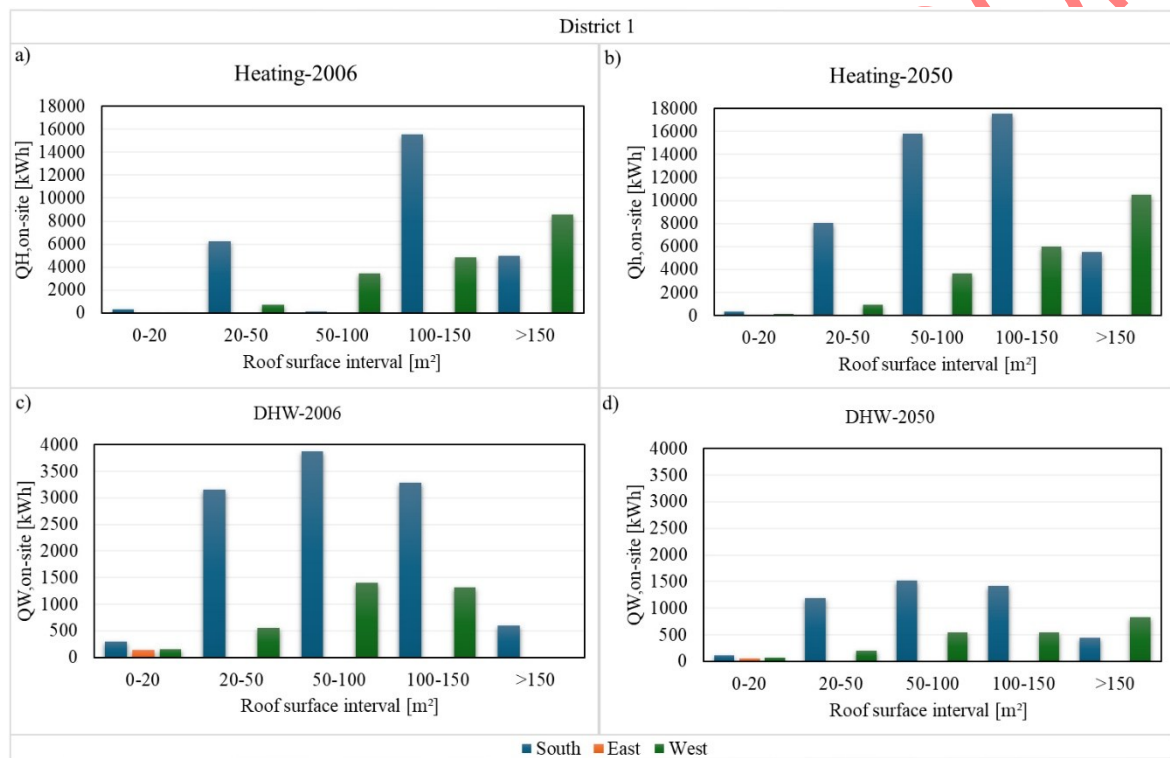 District 1
a)
Heating-2006
QH,on-site [kWh]
18000
16000
14000
12000
10000
8000
6000
4000
2000
0
0-20 20-50 50-100 100-150 >150
Roof surface interval [m²]
b)
Heating-2050
Qh,on-site [kWh]
18000
16000
14000
12000
10000
8000
6000
4000
2000
0
0-20 20-50 50-100 100-150 >150
Roof surface interval [m²]
c)
DHW-2006
QW,on-site [kWh]
4000
3500
3000
2500
2000
1500
1000
500
0
0-20 20-50 50-100 100-150 >150
Roof surface interval [m²]
d)
DHW-2050
QW,on-site [kWh]
4000
3500
3000
2500
2000
1500
1000
500
0
0-20 20-50 50-100 100-150 >150
Roof surface interval [m²]
South East West